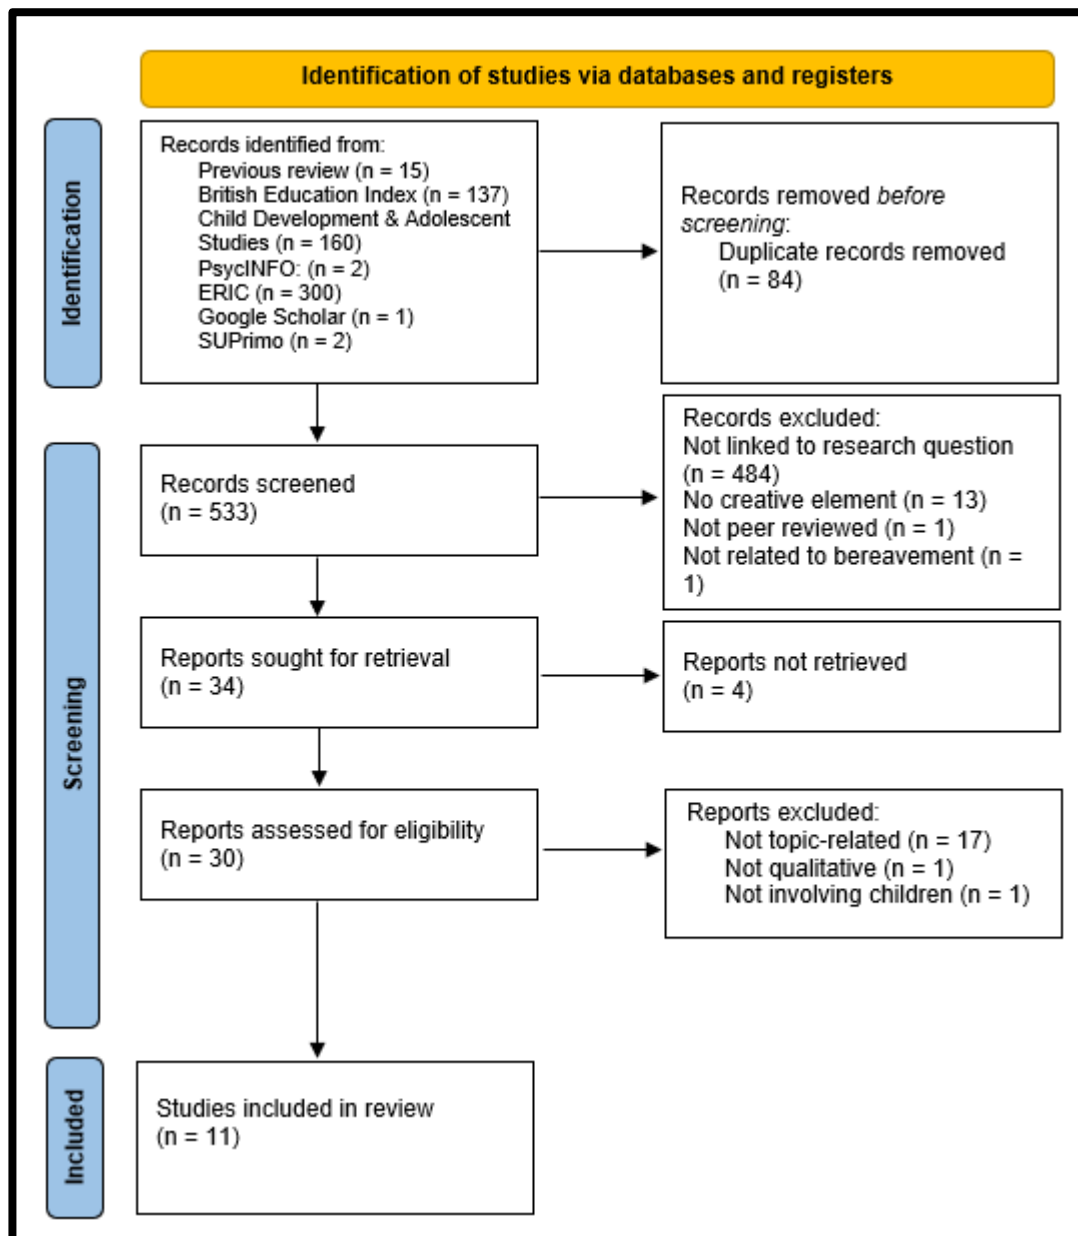 Identification of studies via databases and registers
Identification
Records identified from:
Previous review (n = 15)
British Education Index (n = 137)
Child Development & Adolescent
Studies (n = 160)
PsycINFO: (n = 2)
ERIC (n = 300)
Google Scholar (n = 1)
SUPrimo (n = 2)
Records removed before
screening:
Duplicate records removed
(n = 84)
Screening
Records screened
(n = 533)
Records excluded:
Not linked to research question
(n = 484)
No creative element (n = 13)
Not peer reviewed (n = 1)
Not related to bereavement (n =
1)
Reports sought for retrieval
(n = 34)
Reports not retrieved
(n = 4)
Reports assessed for eligibility
(n = 30)
Reports excluded:
Not topic-related (n = 17)
Not qualitative (n = 1)
Not involving children (n = 1)
Included
Studies included in review
(n = 11)